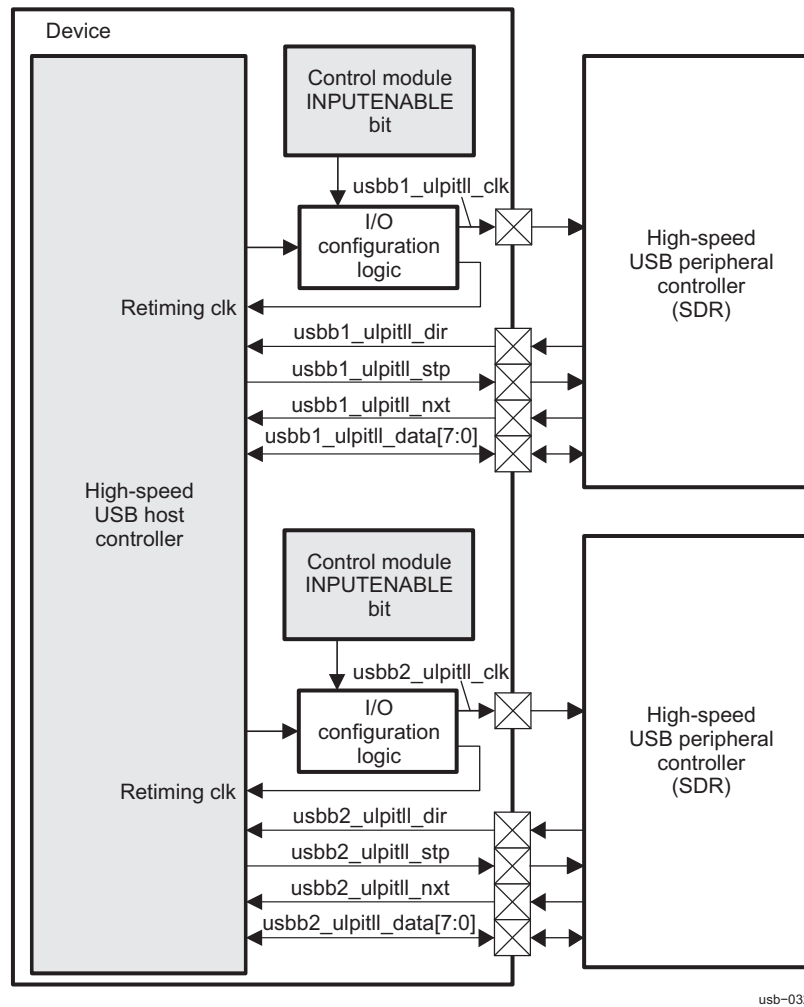 Device
Control module
INPUTENABLE
bit
usbb1_ulpitll_clk
I/O
configuration
logic
High-speed
USB peripheral
controller
(SDR)
Retiming clk
usbb1_ulpitll_dir
usbb1_ulpitll_stp
usbb1_ulpitll_nxt
usbb1_ulpitll_data[7:0]
High-speed
USB host
controller
Control module
INPUTENABLE
bit
usbb2_ulpitll_clk
I/O
configuration
logic
High-speed
USB peripheral
controller
(SDR)
Retiming clk
usbb2_ulpitll_dir
usbb2_ulpitll_stp
usbb2_ulpitll_nxt
usbb2_ulpitll_data[7:0]